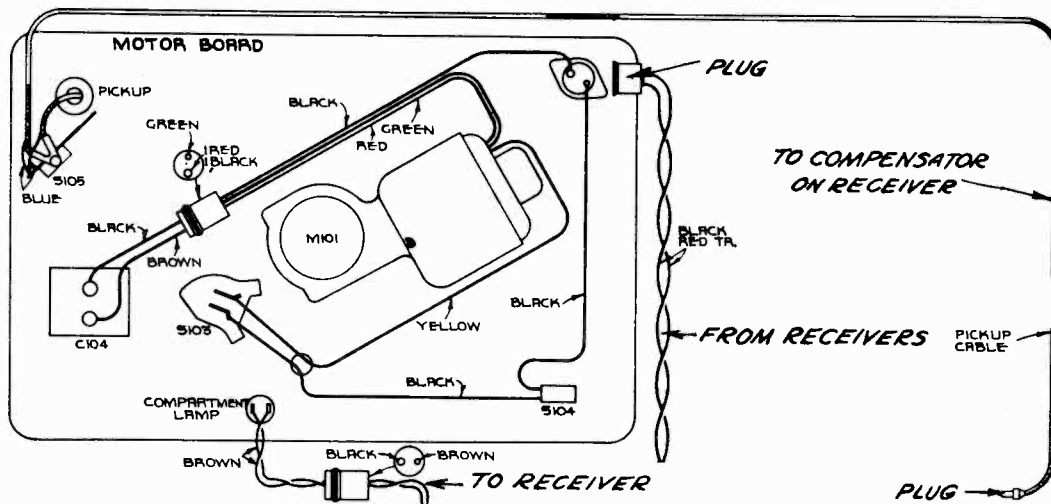 MOTOR BOARD
PLUG
PICKUP
BLACK
GREEN
GREEN
RED
1 RED
1 BLACK
S105
BLUE
TO COMPENSATOR
ON RECEIVER
BLACK
BROWN
M101
BLACK
RED TR.
S103
BLACK
YELLOW
C104
FROM RECEIVERS
PICKUP
CABLE
BLACK
S104
COMPARTMENT
LAMP
BROWN
BLACK
BROWN
TO RECEIVER
PLUG